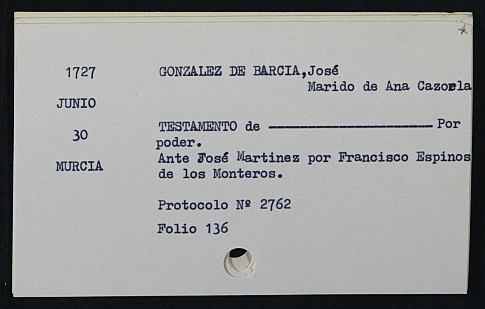 1727
JUNIO
30
MURCIA
GONZALEZ DE BARCIA,José
Marido de Ana Cazorla
TESTAMENTO de ———————————— Por
poder.
Ante José Martinez por Francisco Espinos
de los Monteros.
Protocolo Nº 2762
Folio 136